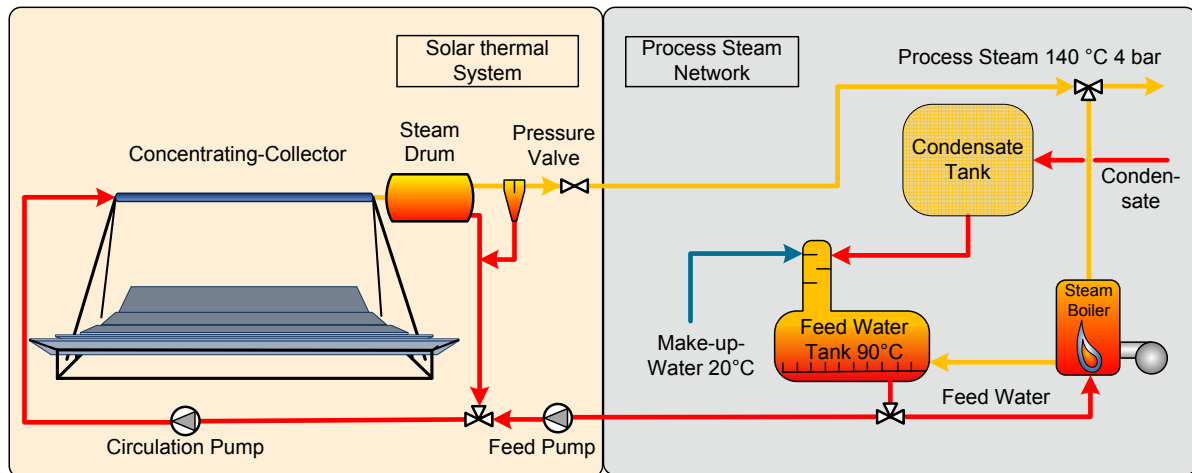 Solar thermal
System
Process Steam
Network
Process Steam 140 °C 4 bar
Concentrating-Collector
Steam
Drum
Pressure
Valve
Condensate
Tank
Conden-
sate
Make-up-
Water 20°C
Feed Water
Tank 90°C
Steam
Boiler
Feed Water
Circulation Pump
Feed Pump